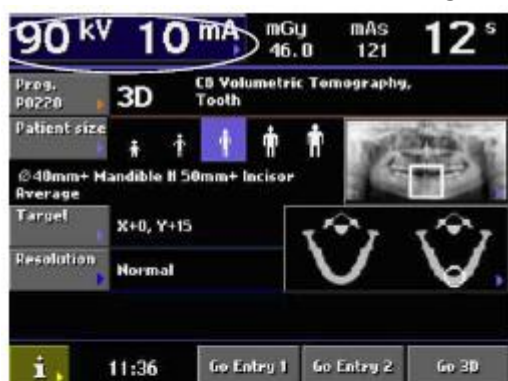 90 kV 10 mA mGy 46.0 mAs 121 12 s
Prog. P0220 3D C0 Volumetric Tomography, Tooth
Patient size
Ø40mm+ Mandible H 50mm+ Incisor
Average
Target X+0, Y+15
Resolution Normal
i 11:36 Go Entry 1 Go Entry 2 Go 3D